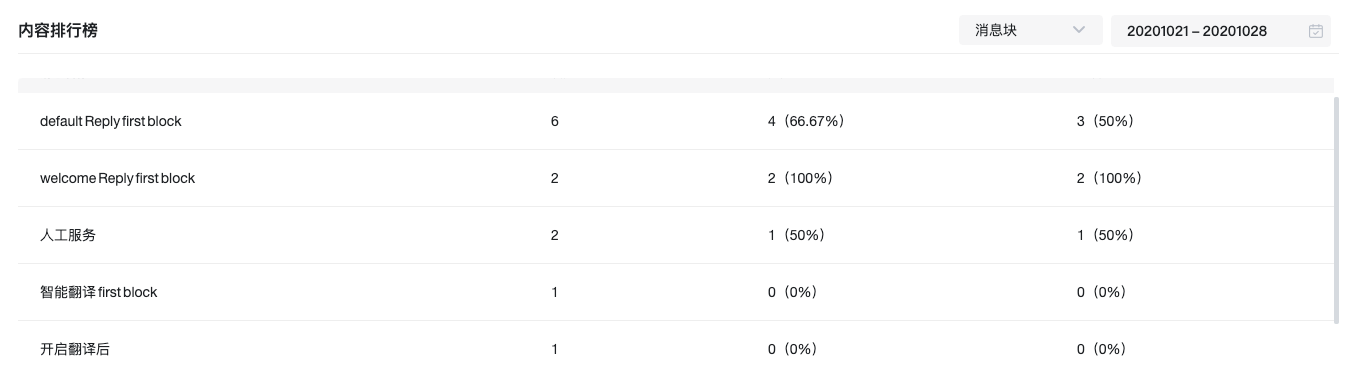 内容排行榜 消息块 20201021 – 20201028
default Reply first block 6 4（66.67%） 3（50%）
welcome Reply first block 2 2（100%） 2（100%）
人工服务 2 1（50%） 1（50%）
智能翻译 first block 1 0（0%） 0（0%）
开启翻译后 1 0（0%） 0（0%）